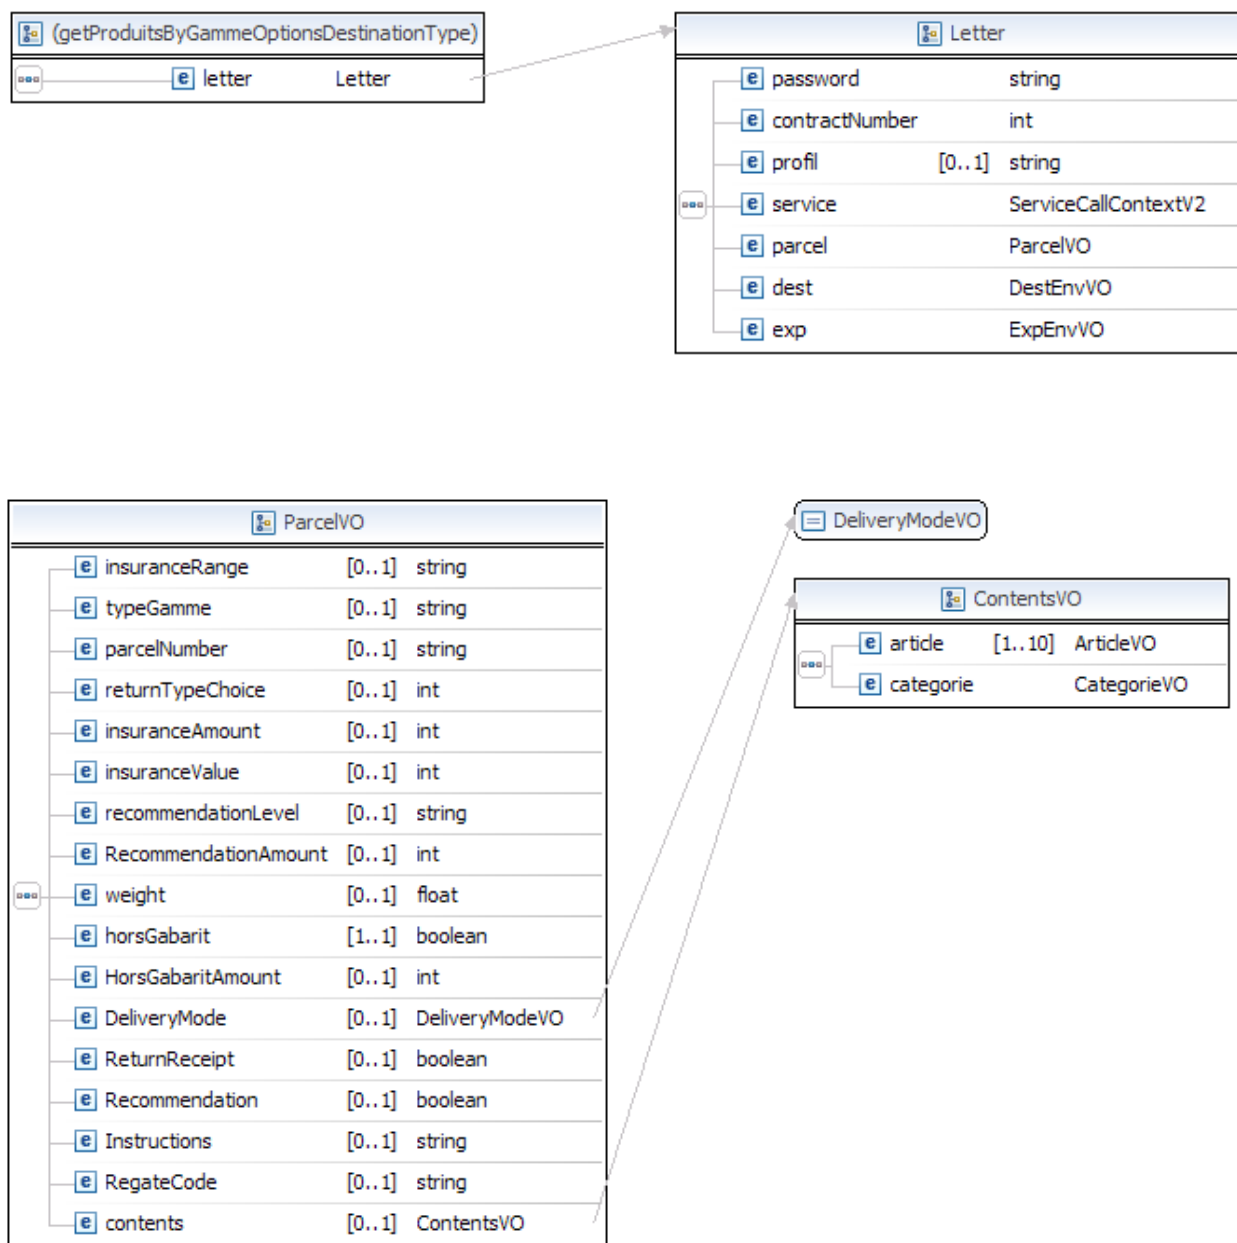 (getProduitsByGammeOptionsDestinationType)
e letter Letter
Letter
e password string
e contractNumber int
e profil [0..1] string
e service ServiceCallContextV2
e parcel ParcelVO
e dest DestEnvVO
e exp ExpEnvVO
ParcelVO
e insuranceRange [0..1] string
e typeGamme [0..1] string
e parcelNumber [0..1] string
e returnTypeChoice [0..1] int
e insuranceAmount [0..1] int
e insuranceValue [0..1] int
e recommendationLevel [0..1] string
e RecommendationAmount [0..1] int
e weight [0..1] float
e horsGabarit [1..1] boolean
e HorsGabaritAmount [0..1] int
e DeliveryMode [0..1] DeliveryModeVO
e ReturnReceipt [0..1] boolean
e Recommendation [0..1] boolean
e Instructions [0..1] string
e RegateCode [0..1] string
e contents [0..1] ContentsVO
DeliveryModeVO
ContentsVO
e article [1..10] ArticleVO
e categorie CategorieVO